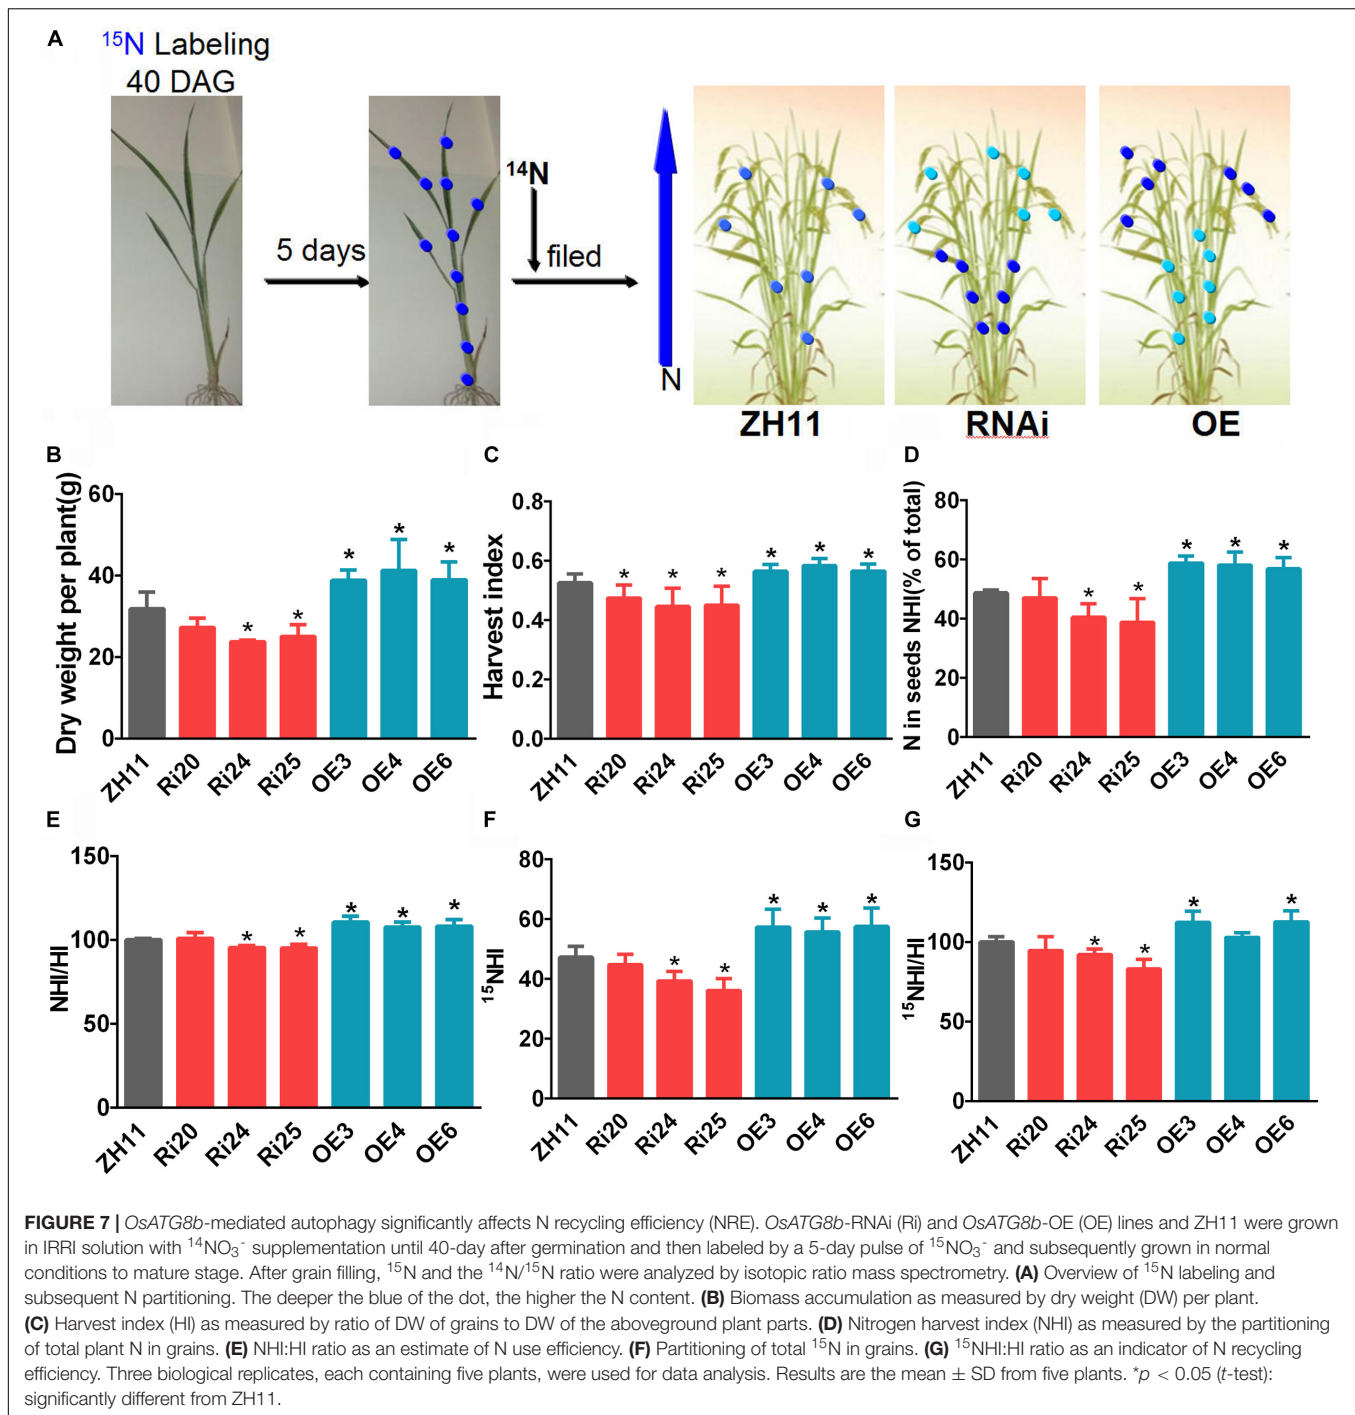 A
¹⁵N Labeling
40 DAG
5 days
¹⁴N
filed
N
ZH11
RNAi
OE
B
Dry weight per plant(g)
60
40
20
0
ZH11
Ri20
Ri24
Ri25
OE3
OE4
OE6
* * * * *
C
Harvest index
0.8
0.6
0.4
0.2
0.0
ZH11
Ri20
Ri24
Ri25
OE3
OE4
OE6
* * * * * *
D
N in seeds NHI(% of total)
80
60
40
20
0
ZH11
Ri20
Ri24
Ri25
OE3
OE4
OE6
* * * * *
E
NHI/HI
150
100
50
0
ZH11
Ri20
Ri24
Ri25
OE3
OE4
OE6
* * * * *
F
¹⁵NHI
80
60
40
20
0
ZH11
Ri20
Ri24
Ri25
OE3
OE4
OE6
* * * * *
G
¹⁵NHI/HI
150
100
50
0
ZH11
Ri20
Ri24
Ri25
OE3
OE4
OE6
* * * *
FIGURE 7 | OsATG8b-mediated autophagy significantly affects N recycling efficiency (NRE). OsATG8b-RNAi (Ri) and OsATG8b-OE (OE) lines and ZH11 were grown
in IRRI solution with ¹⁴NO₃⁻ supplementation until 40-day after germination and then labeled by a 5-day pulse of ¹⁵NO₃⁻ and subsequently grown in normal
conditions to mature stage. After grain filling, ¹⁵N and the ¹⁴N/¹⁵N ratio were analyzed by isotopic ratio mass spectrometry. (A) Overview of ¹⁵N labeling and
subsequent N partitioning. The deeper the blue of the dot, the higher the N content. (B) Biomass accumulation as measured by dry weight (DW) per plant.
(C) Harvest index (HI) as measured by ratio of DW of grains to DW of the aboveground plant parts. (D) Nitrogen harvest index (NHI) as measured by the partitioning
of total plant N in grains. (E) NHI:HI ratio as an estimate of N use efficiency. (F) Partitioning of total ¹⁵N in grains. (G) ¹⁵NHI:HI ratio as an indicator of N recycling
efficiency. Three biological replicates, each containing five plants, were used for data analysis. Results are the mean ± SD from five plants. *p < 0.05 (t-test):
significantly different from ZH11.